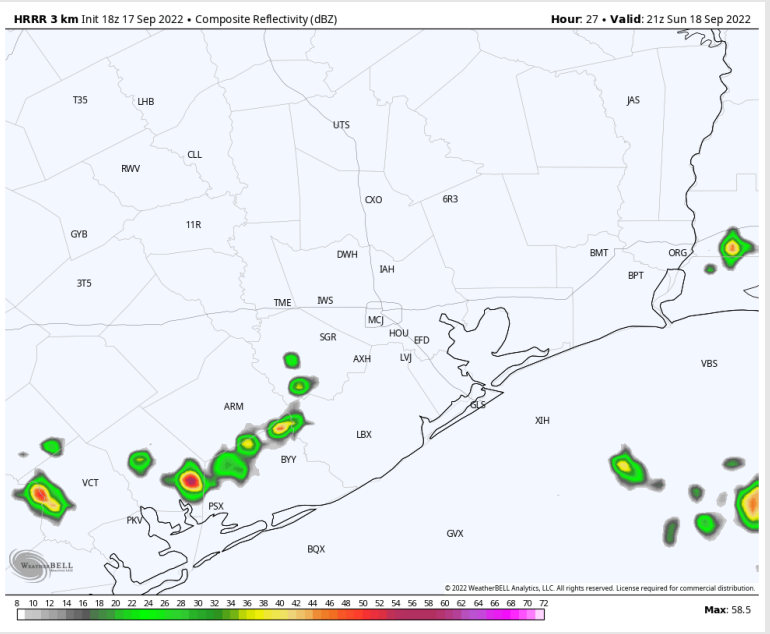 HRRR 3 km Init 18z 17 Sep 2022 • Composite Reflectivity (dBZ) Hour: 27 • Valid: 21z Sun 18 Sep 2022
T35 LHB JAS
UTS
CLL
RWV
CXO 6R3
11R
GYB
DWH BMT ORG
IAH
BPT
3T5
TME IWS
MCJ
SGR HOU EFD
AXH LVJ
VBS
ARM GLS
XIH
LBX
BYY
VCT
PSX
PKV
GVX
BQX
WEATHERBELL
© 2022 WeatherBELL Analytics, LLC. All rights reserved. License required for commercial distribution.
8 10 12 14 16 18 20 22 24 26 28 30 32 34 36 38 40 42 44 46 48 50 52 54 56 58 60 62 64 66 68 70 72 Max: 58.5